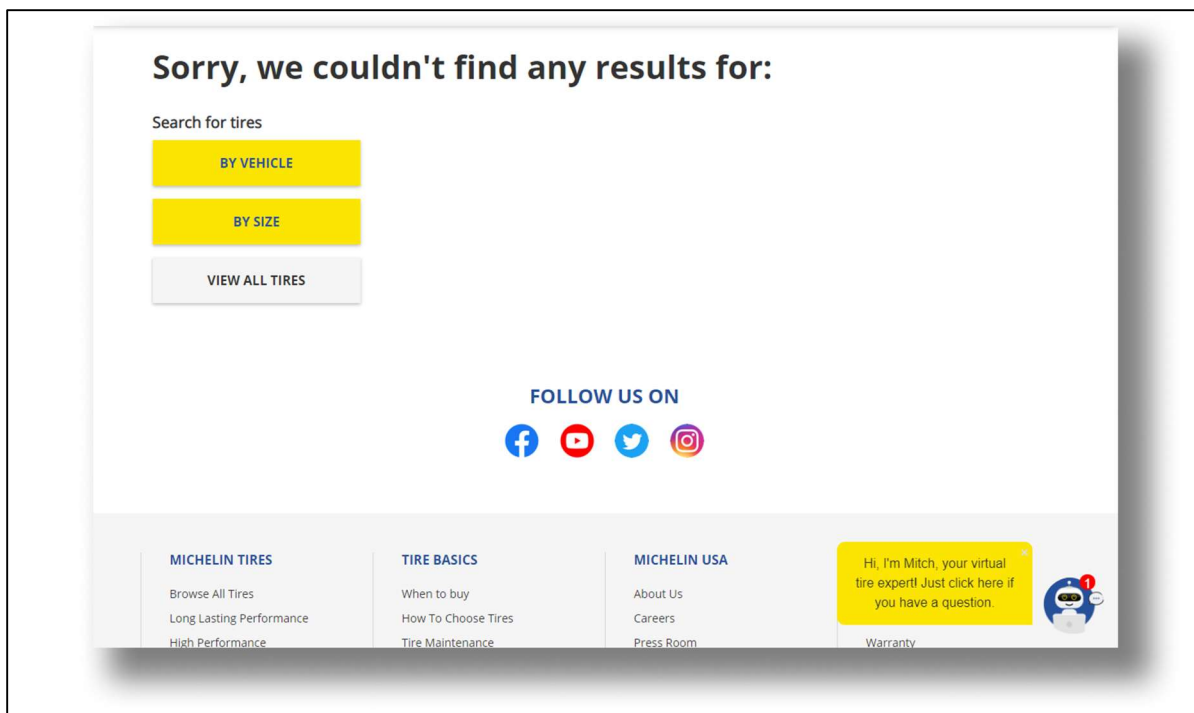 Sorry, we couldn't find any results for:
Search for tires
BY VEHICLE
BY SIZE
VIEW ALL TIRES
FOLLOW US ON
MICHELIN TIRES
Browse All Tires
Long Lasting Performance
High Performance
TIRE BASICS
When to buy
How To Choose Tires
Tire Maintenance
MICHELIN USA
About Us
Careers
Press Room
Hi, I'm Mitch, your virtual
tire expert! Just click here if
you have a question.
1
Warranty